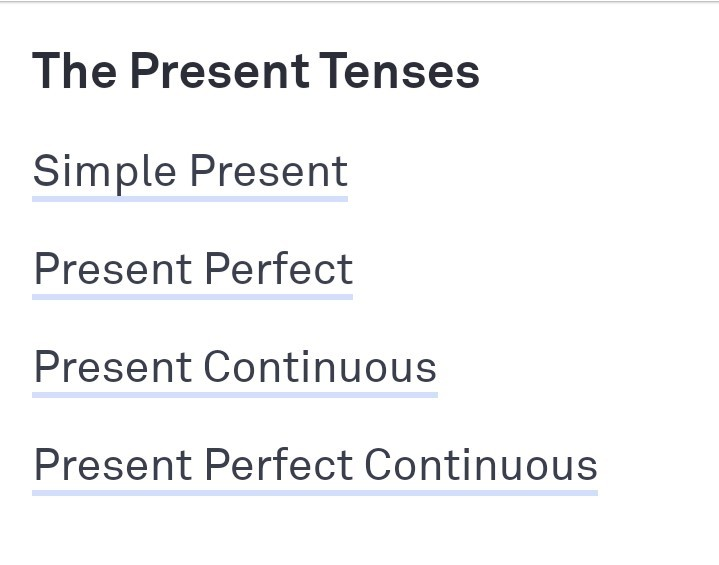 The Present Tenses
Simple Present
Present Perfect
Present Continuous
Present Perfect Continuous